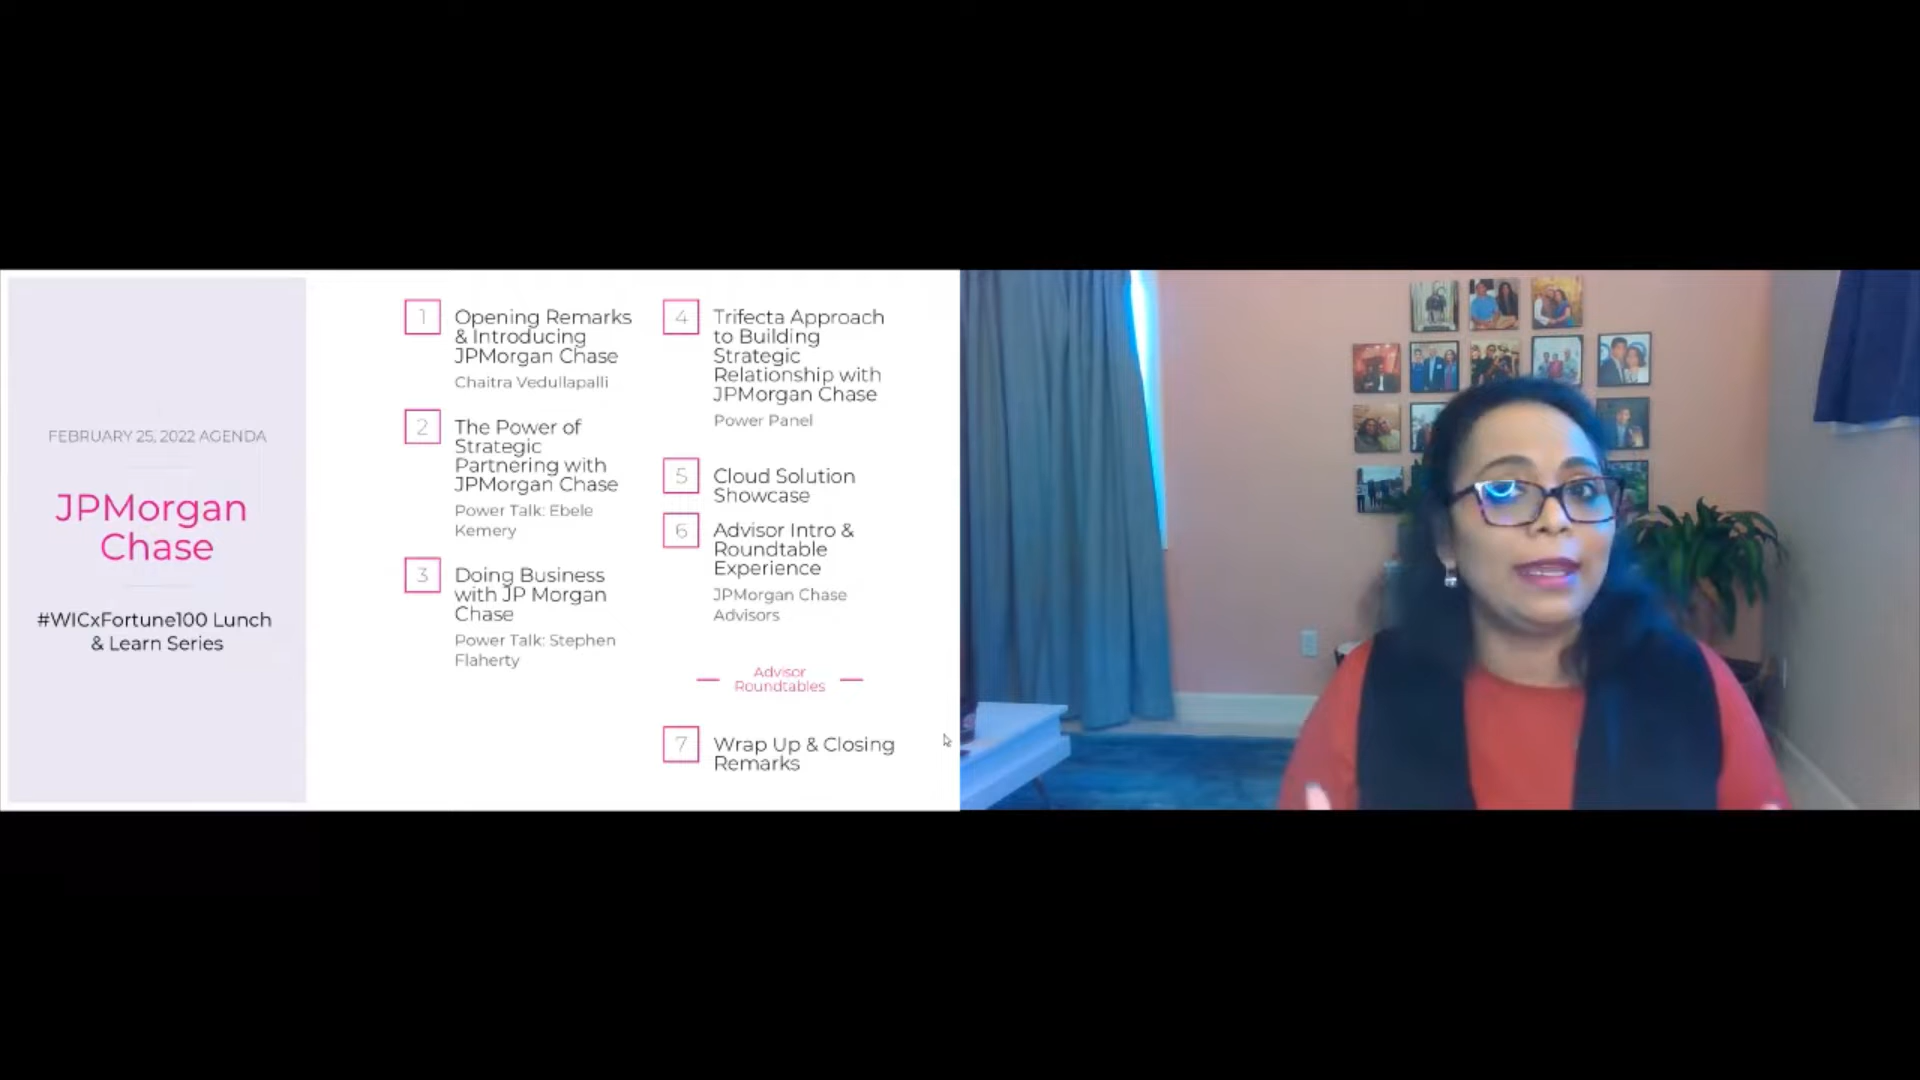 FEBRUARY 25, 2022 AGENDA
JPMorgan
Chase
#WICxFortune100 Lunch
& Learn Series
1
Opening Remarks
& Introducing
JPMorgan Chase
Chaitra Vedullapalli
2
The Power of
Strategic
Partnering with
JPMorgan Chase
Power Talk: Ebele
Kemery
3
Doing Business
with JP Morgan
Chase
Power Talk: Stephen
Flaherty
4
Trifecta Approach
to Building
Strategic
Relationship with
JPMorgan Chase
Power Panel
5
Cloud Solution
Showcase
6
Advisor Intro &
Roundtable
Experience
JPMorgan Chase
Advisors
Advisor
Roundtables
7
Wrap Up & Closing
Remarks